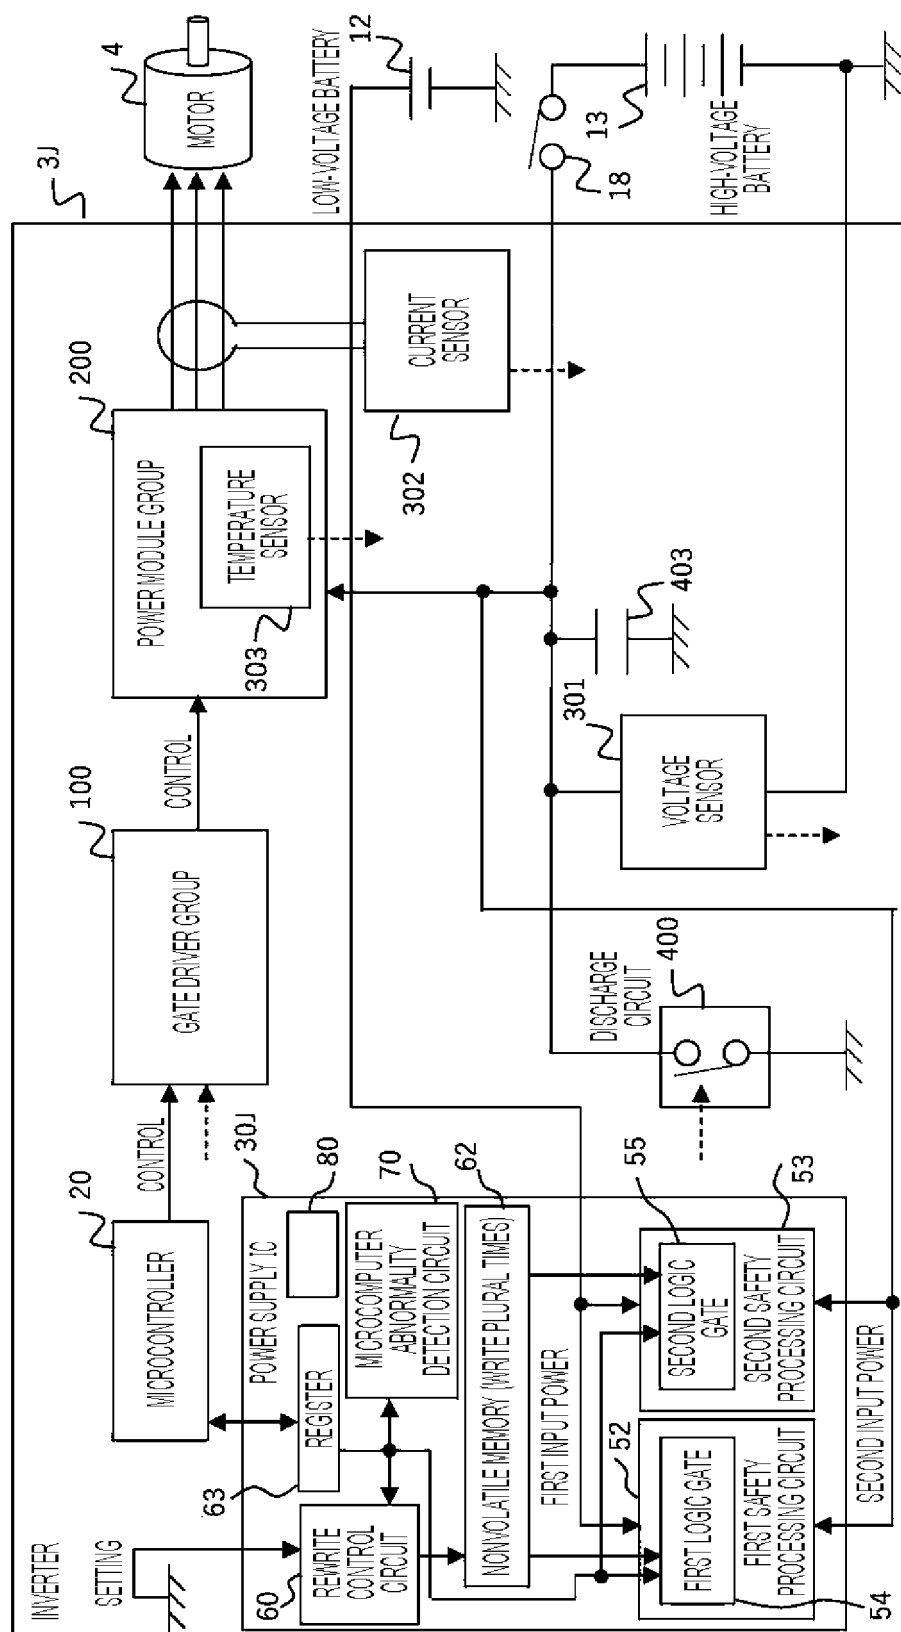 INVERTER
SETTING
20
MICROCONTROLLER
CONTROL
100
GATE DRIVER GROUP
CONTROL
200
POWER MODULE GROUP
TEMPERATURE
SENSOR
303
3J
4
MOTOR
30J
POWER SUPPLY IC
80
63
REGISTER
60
REWRITE
CONTROL
CIRCUIT
70
MICROCOMPUTER
ABNORMALITY
DETECTION CIRCUIT
62
NONVOLATILE MEMORY (WRITE PLURAL TIMES)
FIRST INPUT POWER
52
FIRST LOGIC GATE
FIRST SAFETY
PROCESSING CIRCUIT
54
55
SECOND LOGIC
GATE
SECOND SAFETY
PROCESSING CIRCUIT
53
SECOND INPUT POWER
DISCHARGE
CIRCUIT
400
301
VOLTAGE
SENSOR
403
302
CURRENT
SENSOR
LOW-VOLTAGE BATTERY
12
18
13
HIGH-VOLTAGE
BATTERY